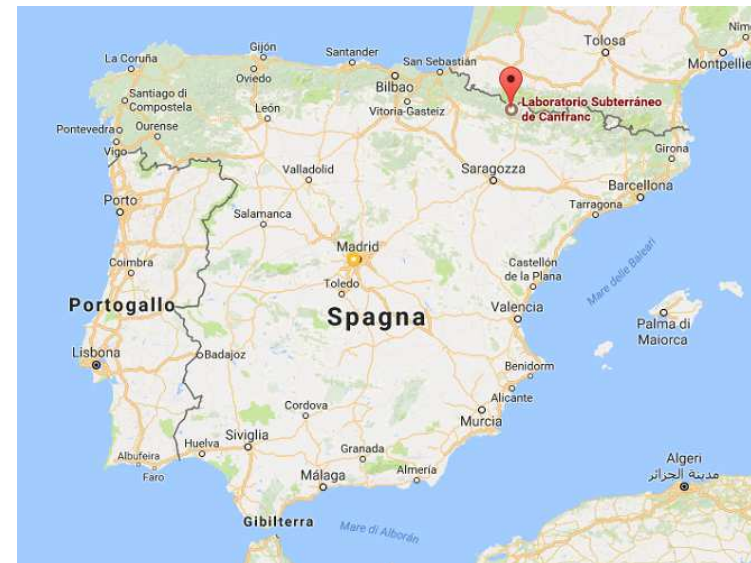 Gijón
Santander
San Sebastián
Tolosa
Montpellie
La Coruña
Oviedo
Bilbao
Vitoria-Gasteiz
Laboratorio Subterráneo
de Canfranc
Santiago di
Compostela
León
Pontevedra
Ourense
Vigo
Girona
Valladolid
Saragozza
Barcellona
Porto
Tarragona
Salamanca
Madrid
Coimbra
Castellón
de la Plana
Mare delle Baleari
Toledo
Portogallo
Spagna
Valencia
Palma di
Maiorca
Lisbona
Badajoz
Benidorm
Alicante
Cordova
Murcia
Huelva
Siviglia
Albufeira
Faro
Granada
Almería
Málaga
Algeri
مدينة الجزائر
Gibilterra
Mare di Alborán